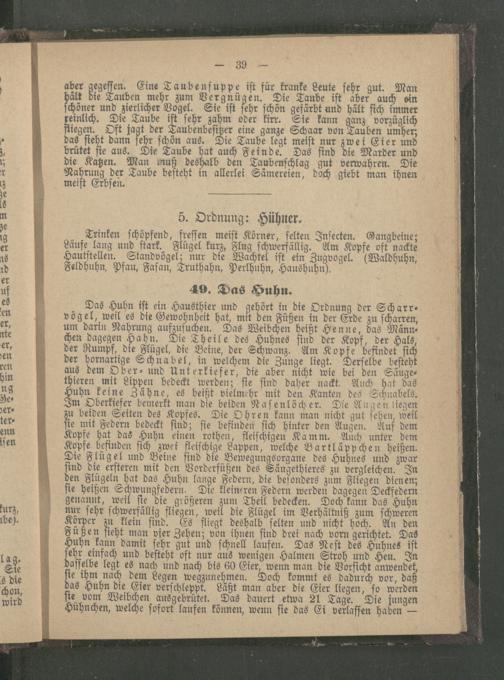 — 39 —
aber gegessen. Eine Taubensuppe ist für kranke Leute sehr gut. Man
hält die Tauben mehr zum Vergnügen. Die Taube ist aber auch ein
schöner und zierlicher Vogel. Sie ist schön gefärbt und hält sich immer
reinlich. Die Taube ist sehr zahm oder kirr. Sie kann ganz vorzüglich
fliegen. Oft jagt der Taubenbesitzer eine ganze Schaar von Tauben umher;
das sieht dann sehr schön aus. Die Taube legt meist nur zwei Eier und
brütet sie aus. Die Taube hat auch Feinde. Das sind die Marder und
die Katzen. Man muß deshalb den Taubenschlag gut verwahren. Die
Nahrung der Taube besteht in allerlei Sämereien, doch giebt man ihnen
meist Erbsen.
5. Ordnung: Hühner.
Trinken schöpfend, fressen meist Körner, selten Insecten. Gangbeine;
Läufe lang und stark. Flügel kurz, Flug schwerfällig. Am Kopfe oft nackte
Hautstellen. Standvögel; nur die Wachtel ist ein Zugvogel. (Waldhuhn,
Feldhuhn, Pfau, Fasan, Truthahn, Perlhuhn, Haushuhn).
49. Das Huhn.
Das Huhn ist ein Hausthier und gehört in die Ordnung der Scharr-
vögel, weil es die Gewohnheit hat, mit den Füßen in der Erde zu scharren,
um darin Nahrung aufzusuchen. Das Weibchen heißt Henne, das Männ-
chen dagegen Hahn. Die Theile des Huhnes sind der Kopf, der Hals,
der Rumpf, die Flügel, die Beine, der Schwanz. Am Kopfe befindet sich
der hornartige Schnabel, in welchem die Zunge liegt. Derselbe besteht
aus dem Ober- und Unterkiefer, die aber nicht wie bei den Säuge-
thieren mit Lippen bedeckt werden; sie sind daher nackt. Auch hat das
Huhn keine Zähne, es beißt vielmehr mit den Kanten des Schnabels.
Im Oberkiefer bemerkt man die beiden Nasenlöcher. Die Augen liegen
zu beiden Seiten des Kopfes. Die Ohren kann man nicht gut sehen, weil
sie mit Federn bedeckt sind; sie befinden sich hinter den Augen. Auf dem
Kopfe hat das Huhn einen rothen, fleischigen Kamm. Auch unter dem
Kopfe befinden sich zwei fleischige Lappen, welche Bartläppchen heißen.
Die Flügel und Beine sind die Bewegungsorgane des Huhnes und zwar
sind die ersteren mit den Vorderfüßen des Säugethieres zu vergleichen. In
den Flügeln hat das Huhn lange Federn, die besonders zum Fliegen dienen;
sie heißen Schwungfedern. Die kleineren Federn werden dagegen Deckfedern
genannt, weil sie die größeren zum Theil bedecken. Doch kann das Huhn
nur sehr schwerfällig fliegen, weil die Flügel im Verhältniß zum schweren
Körper zu klein sind. Es fliegt deshalb selten und nicht hoch. An den
Füßen sieht man vier Zehen; von ihnen sind drei nach vorn gerichtet. Das
Huhn kann damit sehr gut und schnell laufen. Das Nest des Huhnes ist
sehr einfach und besteht oft nur aus wenigen Halmen Stroh und Heu. In
dasselbe legt es nach und nach bis 60 Eier, wenn man die Vorsicht anwendet,
sie ihm nach dem Legen wegzunehmen. Doch kommt es dadurch vor, daß
das Huhn die Eier verschleppt. Läßt man aber die Eier liegen, so werden
sie vom Weibchen ausgebrütet. Das dauert etwa 21 Tage. Die jungen
Hühnchen, welche sofort laufen können, wenn sie das Ei verlassen haben —